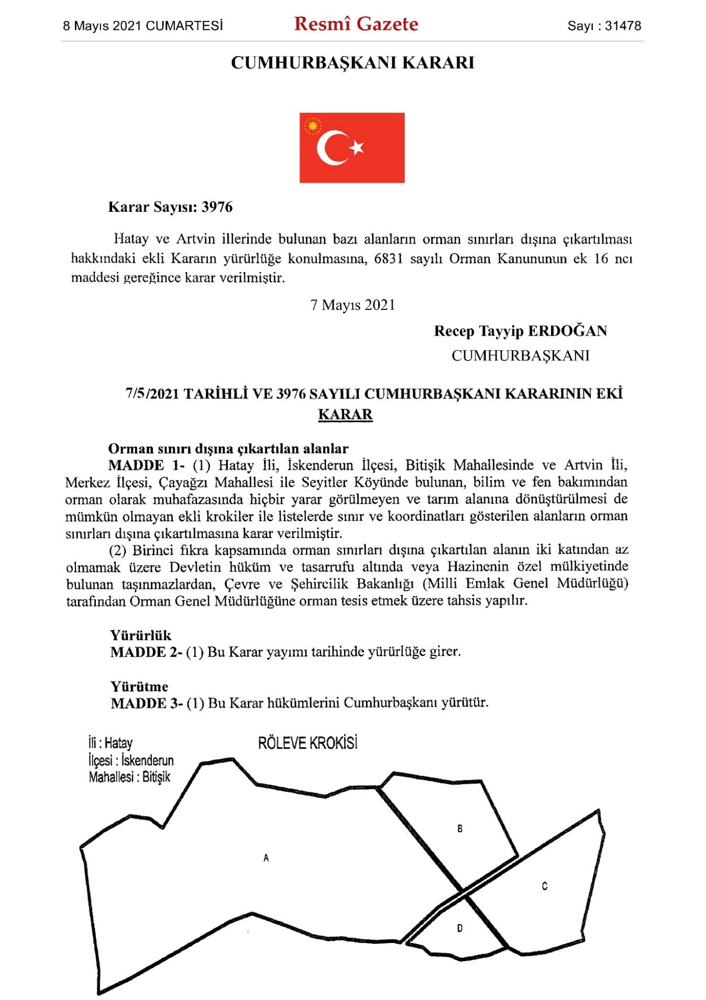 8 Mayıs 2021 CUMARTESİ
Resmî Gazete
Sayı : 31478
CUMHURBAŞKANI KARARI
Karar Sayısı: 3976
Hatay ve Artvin illerinde bulunan bazı alanların orman sınırları dışına çıkartılması
hakkındaki ekli Kararın yürürlüğe konulmasına, 6831 sayılı Orman Kanununun ek 16 ncı
maddesi gereğince karar verilmiştir.
7 Mayıs 2021
Recep Tayyip ERDOĞAN
CUMHURBAŞKANI
7/5/2021 TARİHLİ VE 3976 SAYILI CUMHURBAŞKANI KARARININ EKİ
KARAR
Orman sınırı dışına çıkartılan alanlar
MADDE 1- (1) Hatay İli, İskenderun İlçesi, Bitişik Mahallesinde ve Artvin İli,
Merkez İlçesi, Çayağzı Mahallesi ile Seyitler Köyünde bulunan, bilim ve fen bakımından
orman olarak muhafazasında hiçbir yarar görülmeyen ve tarım alanına dönüştürülmesi de
mümkün olmayan ekli krokiler ile listelerde sınır ve koordinatları gösterilen alanların orman
sınırları dışına çıkartılmasına karar verilmiştir.
(2) Birinci fıkra kapsamında orman sınırları dışına çıkartılan alanın iki katından az
olmamak üzere Devletin hüküm ve tasarrufu altında veya Hazinenin özel mülkiyetinde
bulunan taşınmazlardan, Çevre ve Şehircilik Bakanlığı (Milli Emlak Genel Müdürlüğü)
tarafından Orman Genel Müdürlüğüne orman tesis etmek üzere tahsis yapılır.
Yürürlük
MADDE 2- (1) Bu Karar yayımı tarihinde yürürlüğe girer.
Yürütme
MADDE 3- (1) Bu Karar hükümlerini Cumhurbaşkanı yürütür.
İli : Hatay
RÖLEVE KROKİSİ
İlçesi : İskenderun
Mahallesi : Bitişik
B
A
C
D